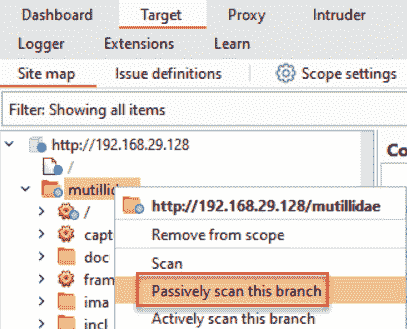 Dashboard Target Proxy Intruder
Logger Extensions Learn
Site map Issue definitions Scope settings
Filter: Showing all items
http://192.168.29.128
/
mutillida
/
capt
doc
fram
ima
incl
Co
http://192.168.29.128/mutillidae
Remove from scope
Scan
Passively scan this branch
Actively scan this branch